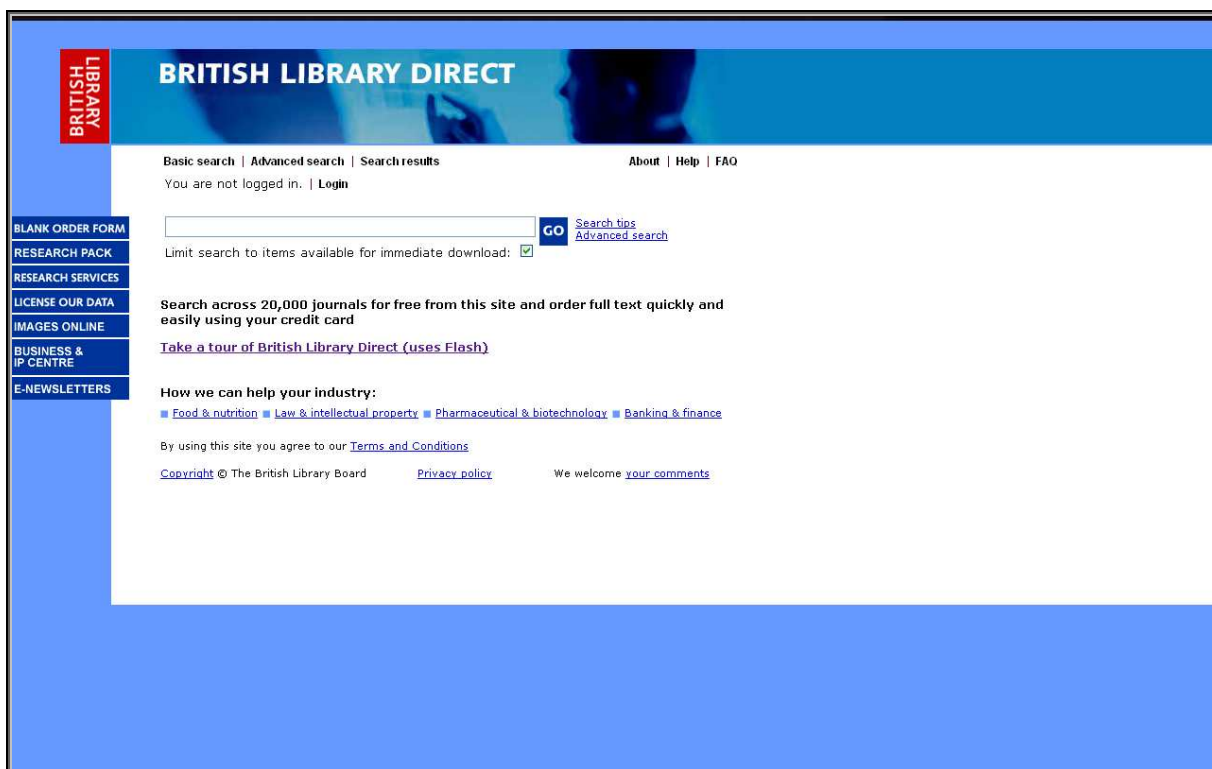 BRITISH
LIBRARY
BRITISH LIBRARY DIRECT
Basic search | Advanced search | Search results
About | Help | FAQ
You are not logged in. | Login
BLANK ORDER FORM
RESEARCH PACK
RESEARCH SERVICES
LICENSE OUR DATA
IMAGES ONLINE
BUSINESS &
IP CENTRE
E-NEWSLETTERS
GO
Search tips
Advanced search
Limit search to items available for immediate download:
Search across 20,000 journals for free from this site and order full text quickly and
easily using your credit card
Take a tour of British Library Direct (uses Flash)
How we can help your industry:
Food & nutrition Law & intellectual property Pharmaceutical & biotechnology Banking & finance
By using this site you agree to our Terms and Conditions
Copyright © The British Library Board Privacy policy We welcome your comments